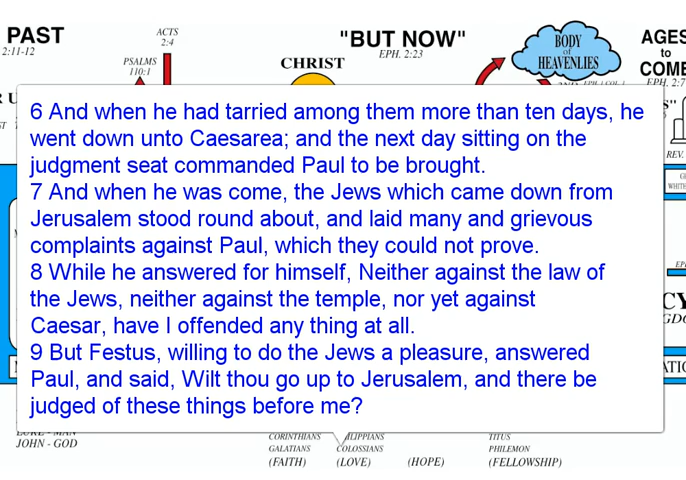 PAST
2:11-12
ACTS
2:4
PSALMS
110:1
CHRIST
"BUT NOW"
EPH. 2:23
BODY
of
HEAVENLIES
AGES
to
COME
EPH. 2:7
REV.
6 And when he had tarried among them more than ten days, he
went down unto Caesarea; and the next day sitting on the
judgment seat commanded Paul to be brought.
7 And when he was come, the Jews which came down from
Jerusalem stood round about, and laid many and grievous
complaints against Paul, which they could not prove.
8 While he answered for himself, Neither against the law of
the Jews, neither against the temple, nor yet against
Caesar, have I offended any thing at all.
9 But Festus, willing to do the Jews a pleasure, answered
Paul, and said, Wilt thou go up to Jerusalem, and there be
judged of these things before me?
JOHN - GOD
CORINTHIANS
GALATIANS
(FAITH)
COLOSSIANS
(LOVE)
(HOPE)
TITUS
PHILEMON
(FELLOWSHIP)